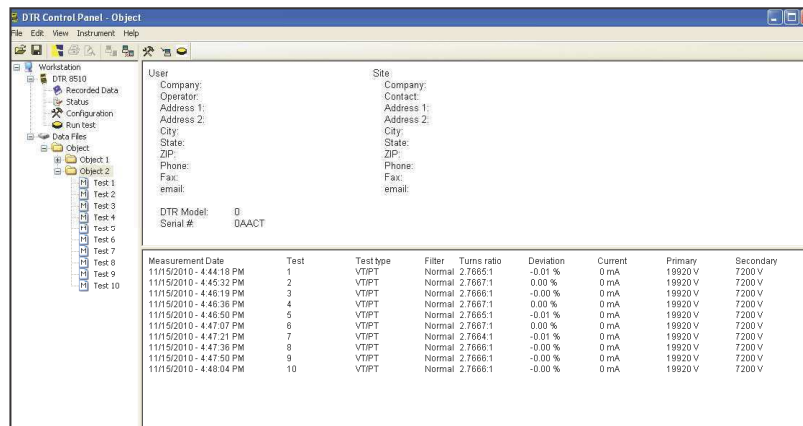 DTR Control Panel - Object
File Edit View Instrument Help
Workstation
DTR 8510
Recorded Data
Status
Configuration
Run test
Data Files
Object
Object 1
Object 2
Test 1
Test 2
Test 3
Test 4
Test 5
Test 6
Test 7
Test 8
Test 9
Test 10
User
Company:
Operator:
Address 1:
Address 2:
City:
State:
ZIP:
Phone:
Fax:
email:
Site
Company:
Contact:
Address 1:
Address 2:
City:
State:
ZIP:
Phone:
Fax:
email:
DTR Model: 0
Serial #: 0AACT
Measurement Date Test Test type Filter Turns ratio Deviation Current Primary Secondary
11/15/2010 - 4:44:18 PM 1 VT/PT Normal 2.7665:1 -0.01 % 0 mA 19920 V 7200 V
11/15/2010 - 4:45:32 PM 2 VT/PT Normal 2.7667:1 0.00 % 0 mA 19920 V 7200 V
11/15/2010 - 4:46:19 PM 3 VT/PT Normal 2.7666:1 -0.00 % 0 mA 19920 V 7200 V
11/15/2010 - 4:46:36 PM 4 VT/PT Normal 2.7667:1 0.00 % 0 mA 19920 V 7200 V
11/15/2010 - 4:46:50 PM 5 VT/PT Normal 2.7665:1 -0.01 % 0 mA 19920 V 7200 V
11/15/2010 - 4:47:07 PM 6 VT/PT Normal 2.7667:1 0.00 % 0 mA 19920 V 7200 V
11/15/2010 - 4:47:21 PM 7 VT/PT Normal 2.7664:1 -0.01 % 0 mA 19920 V 7200 V
11/15/2010 - 4:47:36 PM 8 VT/PT Normal 2.7666:1 -0.00 % 0 mA 19920 V 7200 V
11/15/2010 - 4:47:50 PM 9 VT/PT Normal 2.7666:1 -0.00 % 0 mA 19920 V 7200 V
11/15/2010 - 4:48:04 PM 10 VT/PT Normal 2.7666:1 -0.00 % 0 mA 19920 V 7200 V